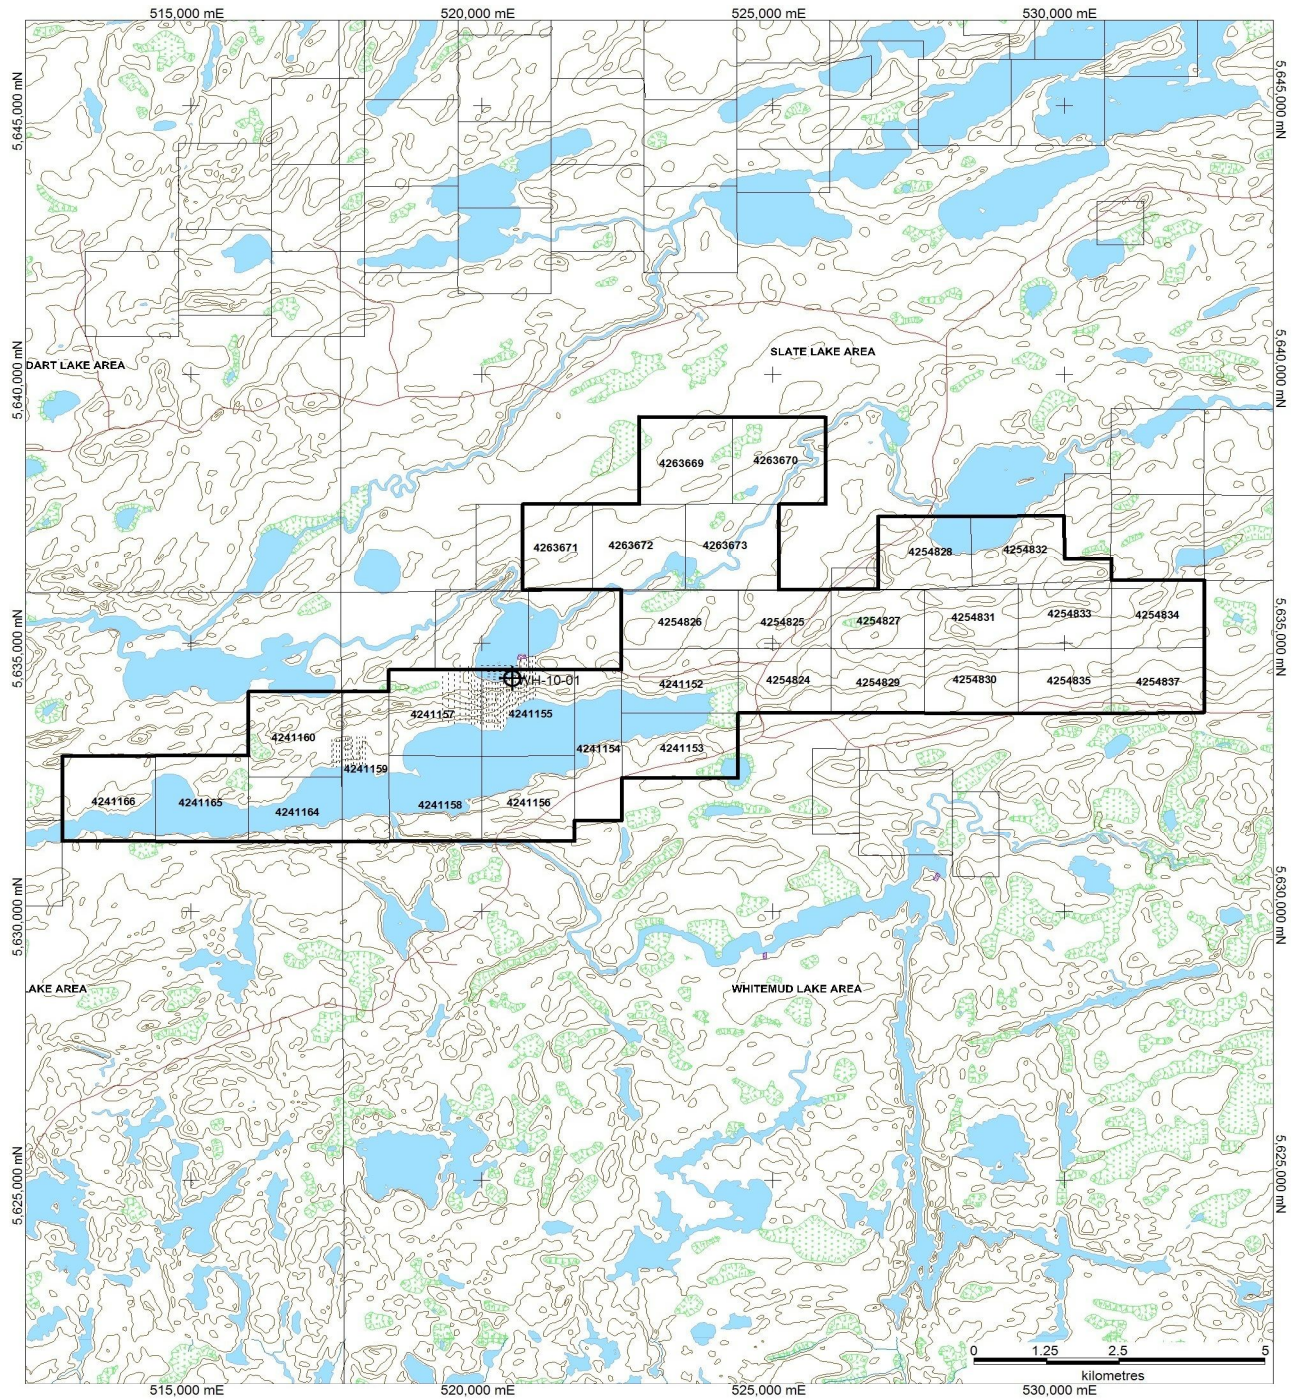 515,000 mE 520,000 mE 525,000 mE 530,000 mE
5,645,000 mN 5,645,000 mN
5,640,000 mN 5,640,000 mN
DART LAKE AREA
SLATE LAKE AREA
4263669 4263670
4263671 4263672 4263673
4254828 4254832
5,635,000 mN 5,635,000 mN
4254826 4254825 4254827 4254831 4254833 4254834
4241152 4254824 4254829 4254830 4254835 4254837
WH-10-01
4241157 4241155
4241160 4241154 4241153
4241159
4241166 4241165 4241164 4241158 4241156
5,630,000 mN 5,630,000 mN
LAKE AREA
WHITEMUD LAKE AREA
5,625,000 mN 5,625,000 mN
0 1.25 2.5 5
kilometres
515,000 mE 520,000 mE 525,000 mE 530,000 mE